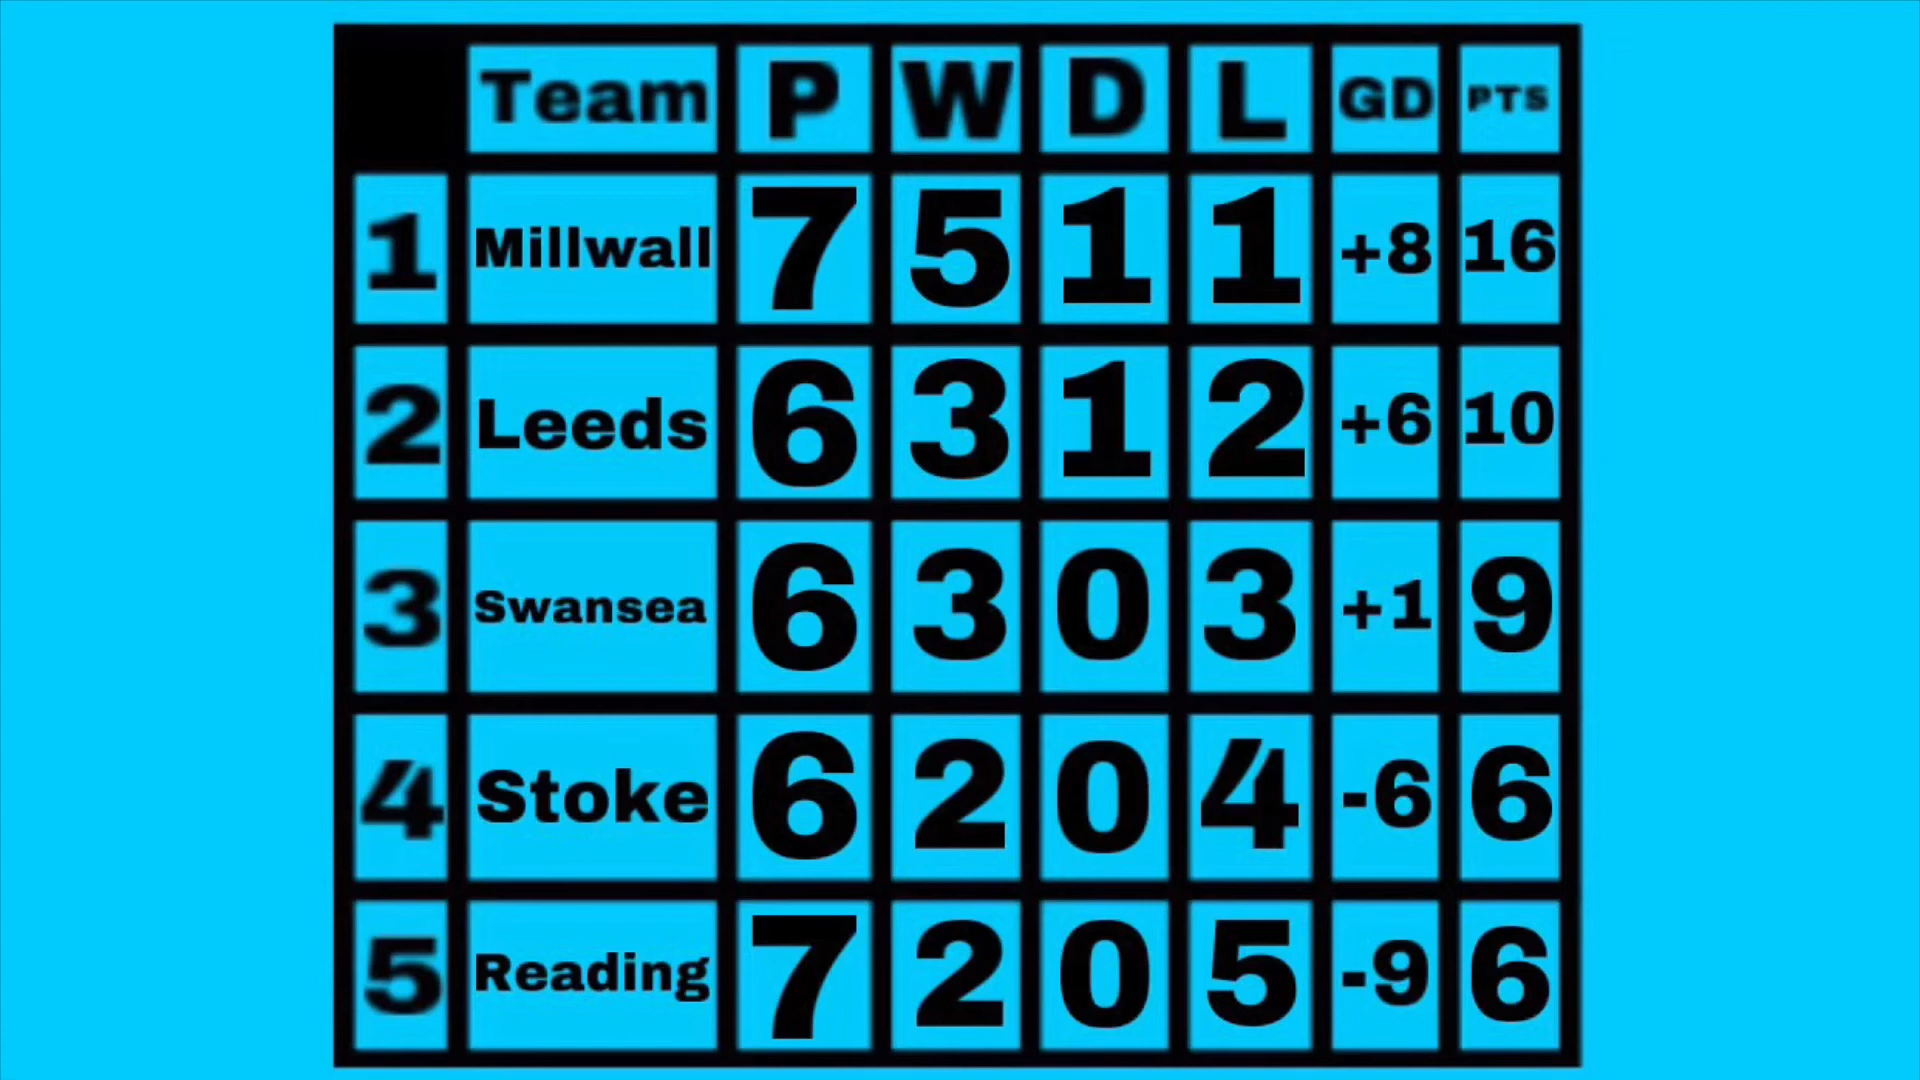 Team P W D L GD PTS
1 Millwall 7 5 1 1 +8 16
2 Leeds 6 3 1 2 +6 10
3 Swansea 6 3 0 3 +1 9
4 Stoke 6 2 0 4 -6 6
5 Reading 7 2 0 5 -9 6